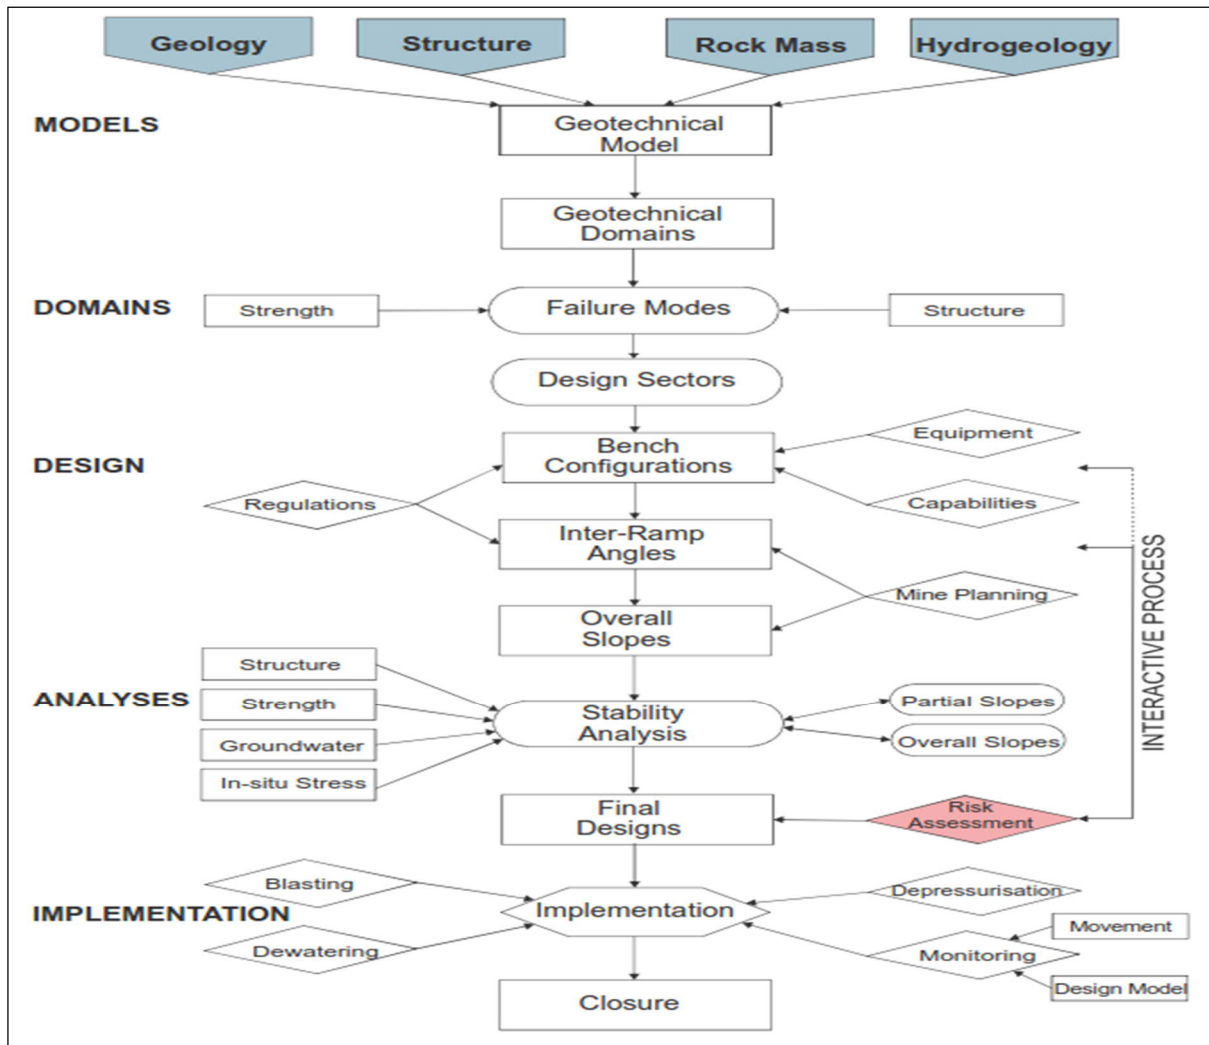 Geology
Structure
Rock Mass
Hydrogeology
MODELS
Geotechnical
Model
Geotechnical
Domains
DOMAINS
Strength
Failure Modes
Structure
Design Sectors
DESIGN
Bench
Configurations
Equipment
Capabilities
Regulations
Inter-Ramp
Angles
Mine Planning
Overall
Slopes
INTERACTIVE PROCESS
ANALYSES
Structure
Strength
Groundwater
In-situ Stress
Stability
Analysis
Partial Slopes
Overall Slopes
Final
Designs
Risk
Assessment
IMPLEMENTATION
Blasting
Dewatering
Implementation
Depressurisation
Monitoring
Movement
Design Model
Closure